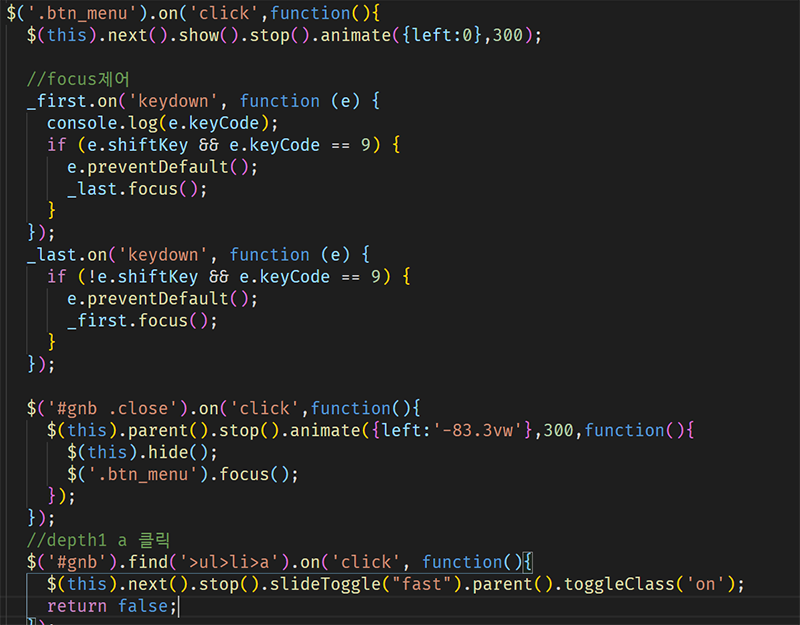 $('.btn_menu').on('click',function(){
$(this).next().show().stop().animate({left:0},300);
//focus제어
_first.on('keydown', function (e) {
console.log(e.keyCode);
if (e.shiftKey && e.keyCode == 9) {
e.preventDefault();
_last.focus();
}
});
_last.on('keydown', function (e) {
if (!e.shiftKey && e.keyCode == 9) {
e.preventDefault();
_first.focus();
}
});
$('#gnb .close').on('click',function(){
$(this).parent().stop().animate({left:'-83.3vw'},300,function(){
$(this).hide();
$('.btn_menu').focus();
});
});
//depth1 a 클릭
$('#gnb').find('>ul>li>a').on('click', function(){
$(this).next().stop().slideToggle("fast").parent().toggleClass('on');
return false;
});